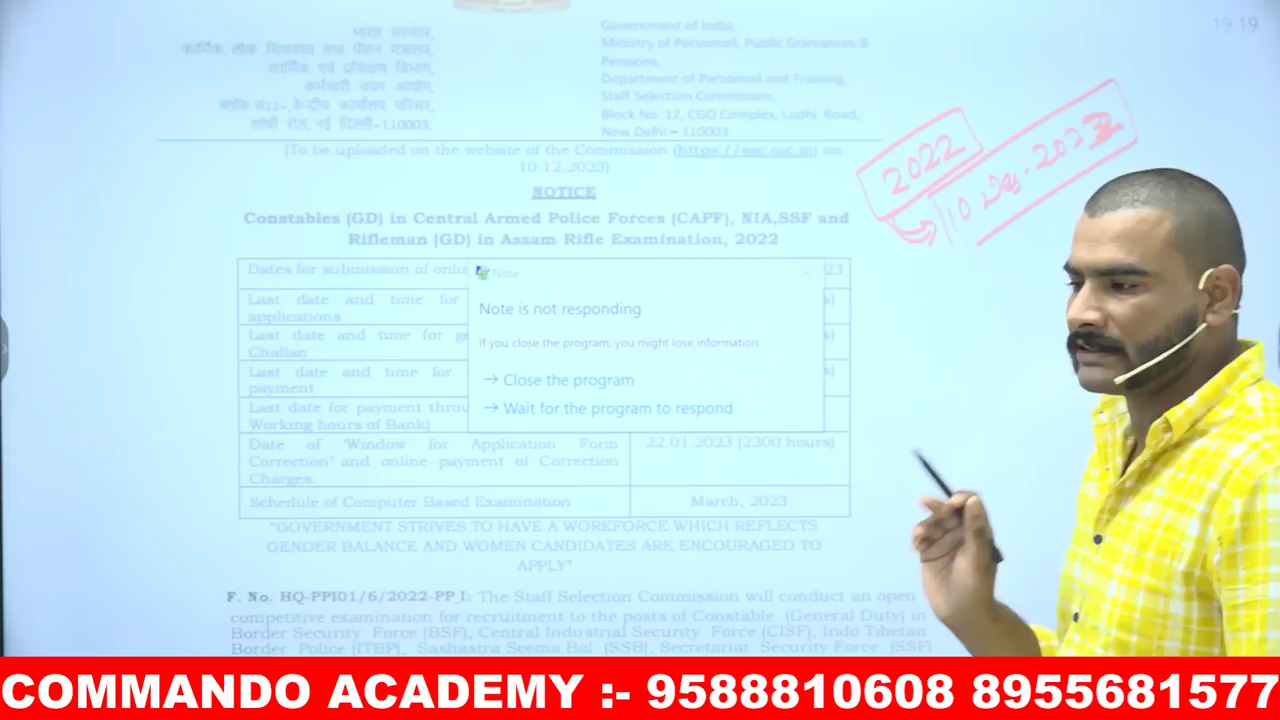 19:19
भारत सरकार,
कार्मिक, लोक शिकायत तथा पेंशन मंत्रालय,
कार्मिक एवं प्रशिक्षण विभाग,
कर्मचारी चयन आयोग,
ब्लॉक सं12-,केन्द्रीय कार्यालय परिसर,
लोधी रोड, नई दिल्ली-110003.
Government of India,
Ministry of Personnel, Public Grievances &
Pensions,
Department of Personnel and Training,
Staff Selection Commission,
Block No. 12, CGO Complex, Lodhi Road,
New Delhi – 110003.
(To be uploaded on the website of the Commission (https://ssc.nic.in) on
10.12.2023)
NOTICE
Constables (GD) in Central Armed Police Forces (CAPF), NIA,SSF and
Rifleman (GD) in Assam Rifle Examination, 2022
2022
10
Dates for submission of
Last date and time for
applications
Last date and time for
Challan
Last date and time for
payment
Last date for payment
Working hours of Bank)
Date of 'Window for Application Form
Correction' and online payment of Correction
Charges.
22.01.2023 (2300 hours)
Schedule of Computer Based Examination
March, 2023
Note
Note is not responding
If you close the program, you might lose information.
→ Close the program
→ Wait for the program to respond
"GOVERNMENT STRIVES TO HAVE A WORKFORCE WHICH REFLECTS
GENDER BALANCE AND WOMEN CANDIDATES ARE ENCOURAGED TO
APPLY"
F. No. HQ-PPI01/6/2022-PP_I: The Staff Selection Commission will conduct an open
competitive examination for recruitment to the posts of Constable (General Duty) in
Border Security Force (BSF), Central Industrial Security Force (CISF), Indo Tibetan
Border Police (ITBP), Sashastra Seema Bal (SSB), Secretariat Security Force (SSF)
COMMANDO ACADEMY :- 9588810608 8955681577